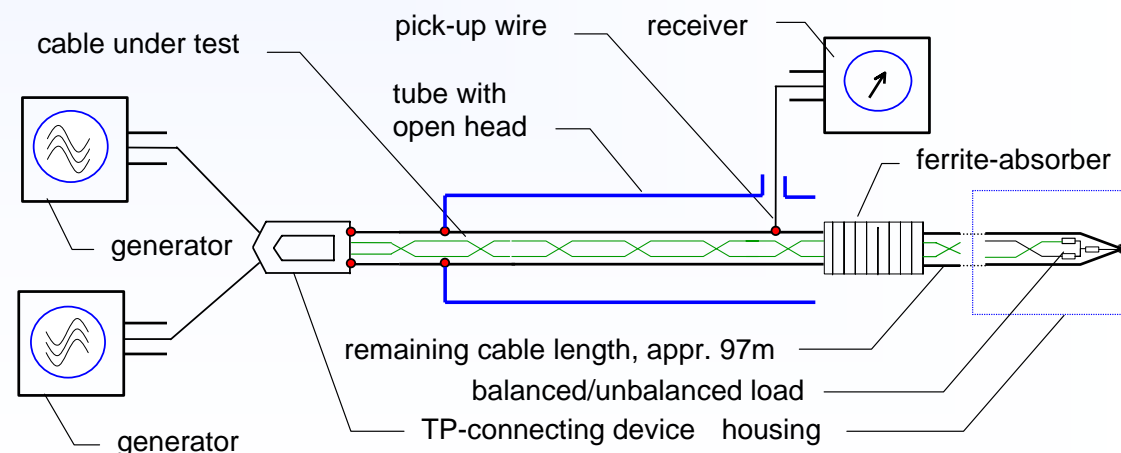 cable under test
pick-up wire
receiver
tube with
open head
ferrite-absorber
generator
remaining cable length, appr. 97m
balanced/unbalanced load
TP-connecting device
housing
generator